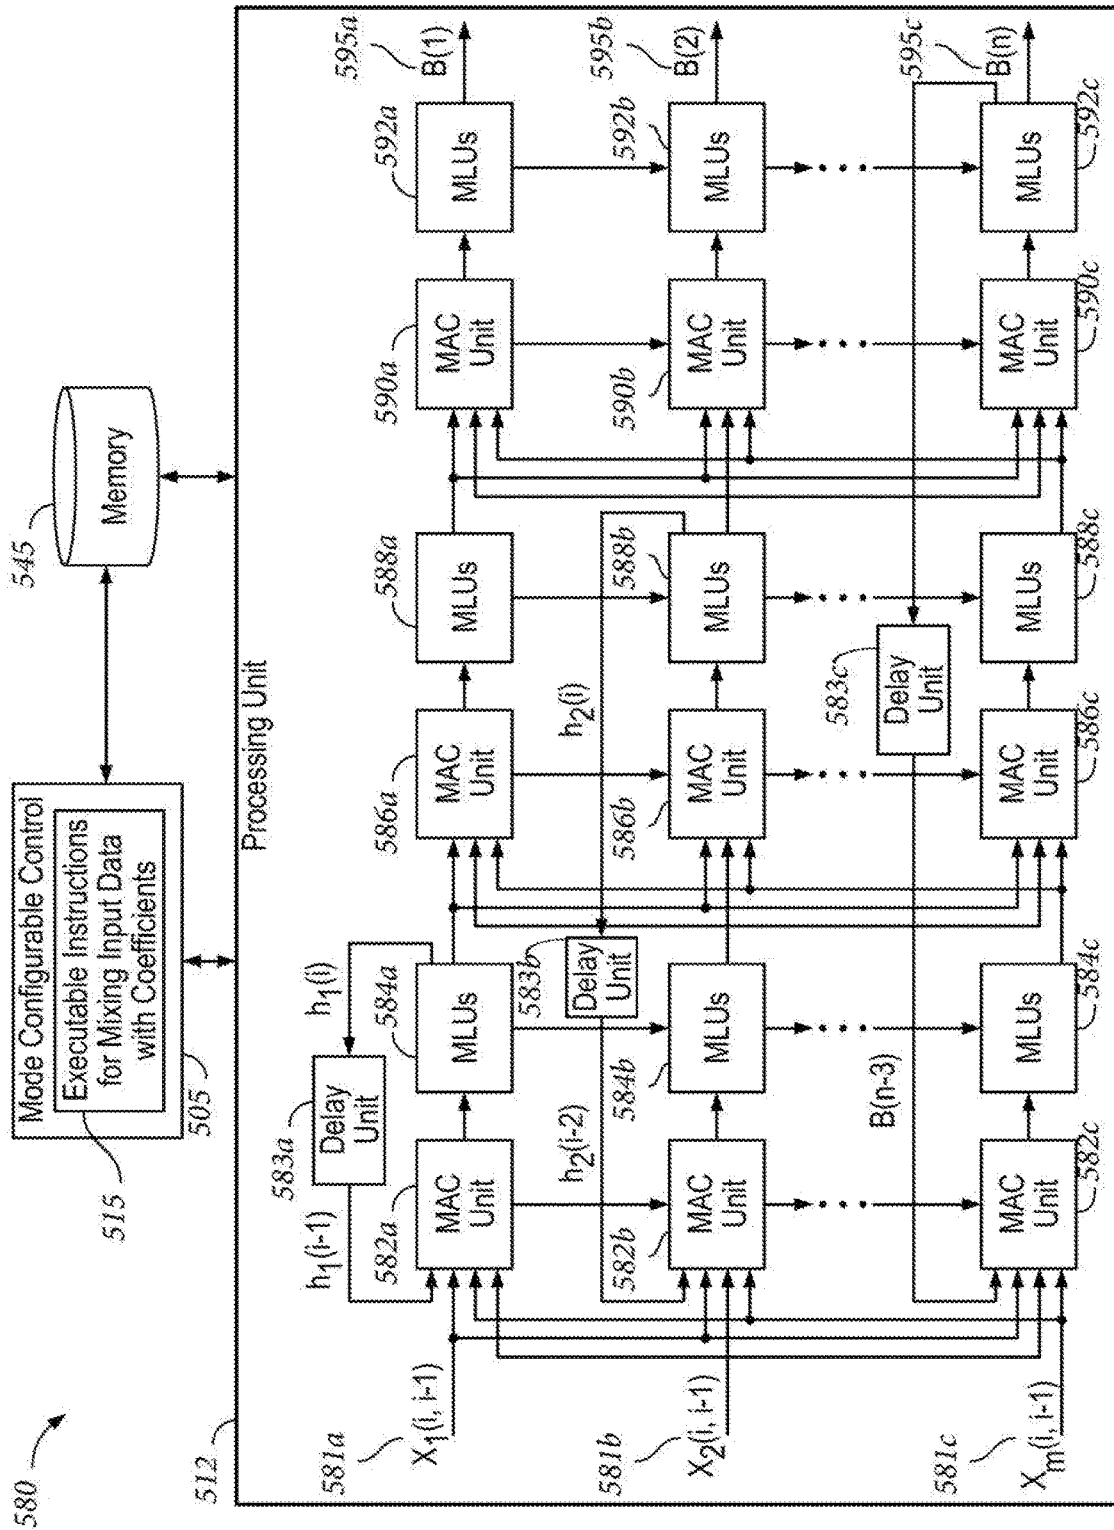 580
515
Mode Configurable Control
Executable Instructions
for Mixing Input Data
with Coefficients
505
545
Memory
512
Processing Unit
581a
X1(i, i-1)
h1(i-1)
583a
Delay
Unit
h1(i)
582a
MAC
Unit
584a
MLUs
586a
MAC
Unit
588a
MLUs
590a
MAC
Unit
592a
MLUs
595a
B(1)
581b
X2(i, i-1)
h2(i-2)
583b
Delay
Unit
h2(i)
582b
MAC
Unit
584b
MLUs
586b
MAC
Unit
588b
MLUs
590b
MAC
Unit
592b
MLUs
595b
B(2)
581c
Xm(i, i-1)
B(n-3)
583c
Delay
Unit
582c
MAC
Unit
584c
MLUs
586c
MAC
Unit
588c
MLUs
590c
MAC
Unit
592c
MLUs
595c
B(n)